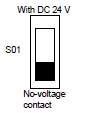 With DC 24 V
S01
No-voltage
contact